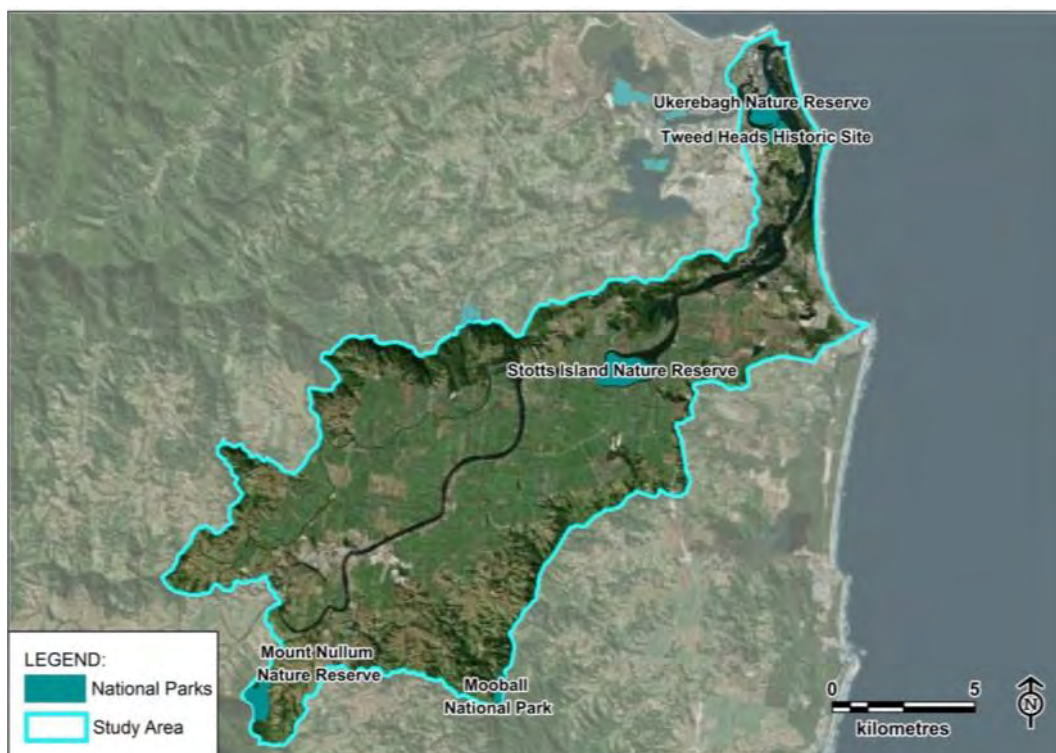 Ukerebagh Nature Reserve
Tweed Heads Historic Site
Stotts Island Nature Reserve
Mount Nullum
Nature Reserve
Mooball
National Park
LEGEND:
National Parks
Study Area
0 5
kilometres
N